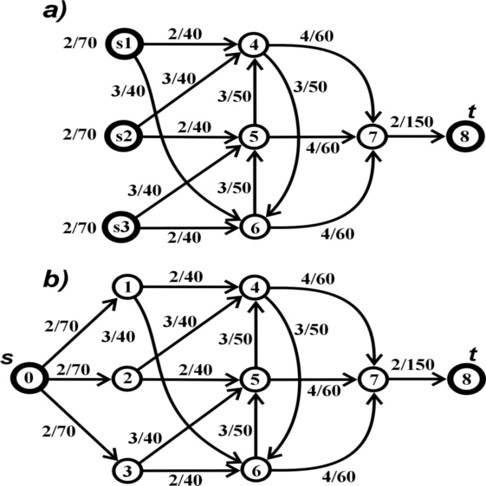 a)
2/70 s1 2/40 4 4/60
3/40 3/40 3/50 3/50 t
2/70 s2 2/40 5 4/60 7 2/150 8
3/40 3/50
2/70 s3 2/40 6 4/60
b)
1 2/40 4 4/60
2/70 3/40 3/40 3/50 3/50
s t
0 2/70 2 2/40 5 4/60 7 2/150 8
2/70 3/40 3/50
3 2/40 6 4/60